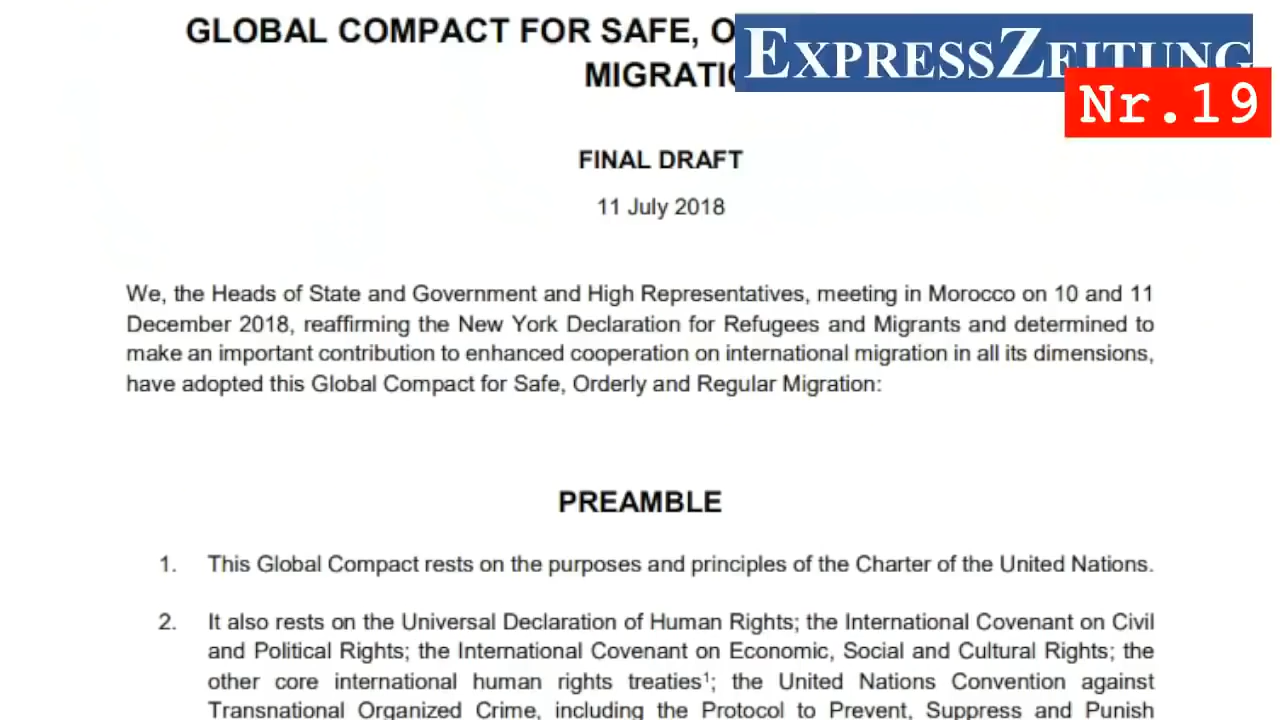 GLOBAL COMPACT FOR SAFE,
EXPRESSZEITUNG
Nr.19
FINAL DRAFT
11 July 2018
We, the Heads of State and Government and High Representatives, meeting in Morocco on 10 and 11
December 2018, reaffirming the New York Declaration for Refugees and Migrants and determined to
make an important contribution to enhanced cooperation on international migration in all its dimensions,
have adopted this Global Compact for Safe, Orderly and Regular Migration:
PREAMBLE
1. This Global Compact rests on the purposes and principles of the Charter of the United Nations.
2. It also rests on the Universal Declaration of Human Rights; the International Covenant on Civil
and Political Rights; the International Covenant on Economic, Social and Cultural Rights; the
other core international human rights treaties¹; the United Nations Convention against
Transnational Organized Crime, including the Protocol to Prevent, Suppress and Punish